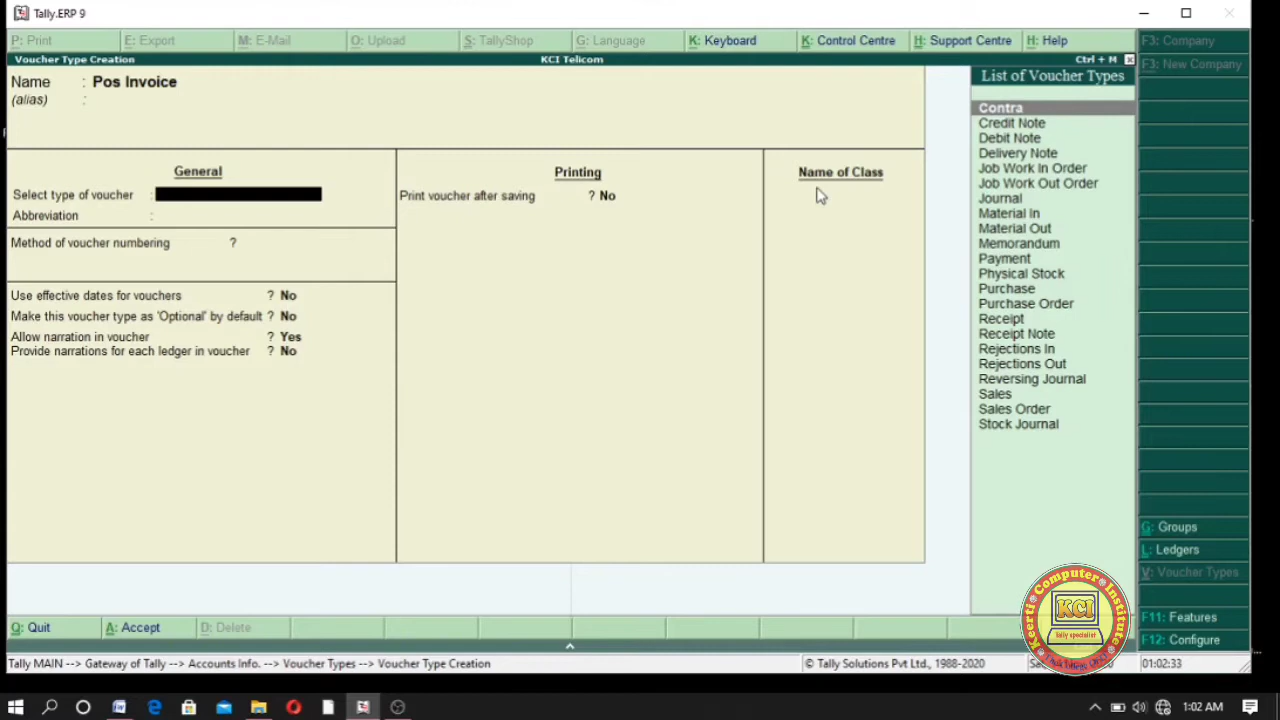 Tally.ERP 9
P: Print
E: Export
M: E-Mail
O: Upload
S: TallyShop
G: Language
K: Keyboard
K: Control Centre
H: Support Centre
H: Help
F3: Company
F3: New Company
Voucher Type Creation
KCI Telicom
Ctrl + M
Name : Pos Invoice
(alias) :
General
Select type of voucher :
Abbreviation :
Method of voucher numbering ?
Use effective dates for vouchers ? No
Make this voucher type as 'Optional' by default ? No
Allow narration in voucher ? Yes
Provide narrations for each ledger in voucher ? No
Printing
Print voucher after saving ? No
Name of Class
List of Voucher Types
Contra
Credit Note
Debit Note
Delivery Note
Job Work In Order
Job Work Out Order
Journal
Material In
Material Out
Memorandum
Payment
Physical Stock
Purchase
Purchase Order
Receipt
Receipt Note
Rejections In
Rejections Out
Reversing Journal
Sales
Sales Order
Stock Journal
G: Groups
L: Ledgers
V: Voucher Types
F11: Features
F12: Configure
Keerti Computer Institute
KCI
Tally specialist
Q: Quit
A: Accept
D: Delete
Tally MAIN --> Gateway of Tally --> Accounts Info. --> Voucher Types --> Voucher Type Creation
© Tally Solutions Pvt Ltd., 1988-2020
01:02:33
1:02 AM